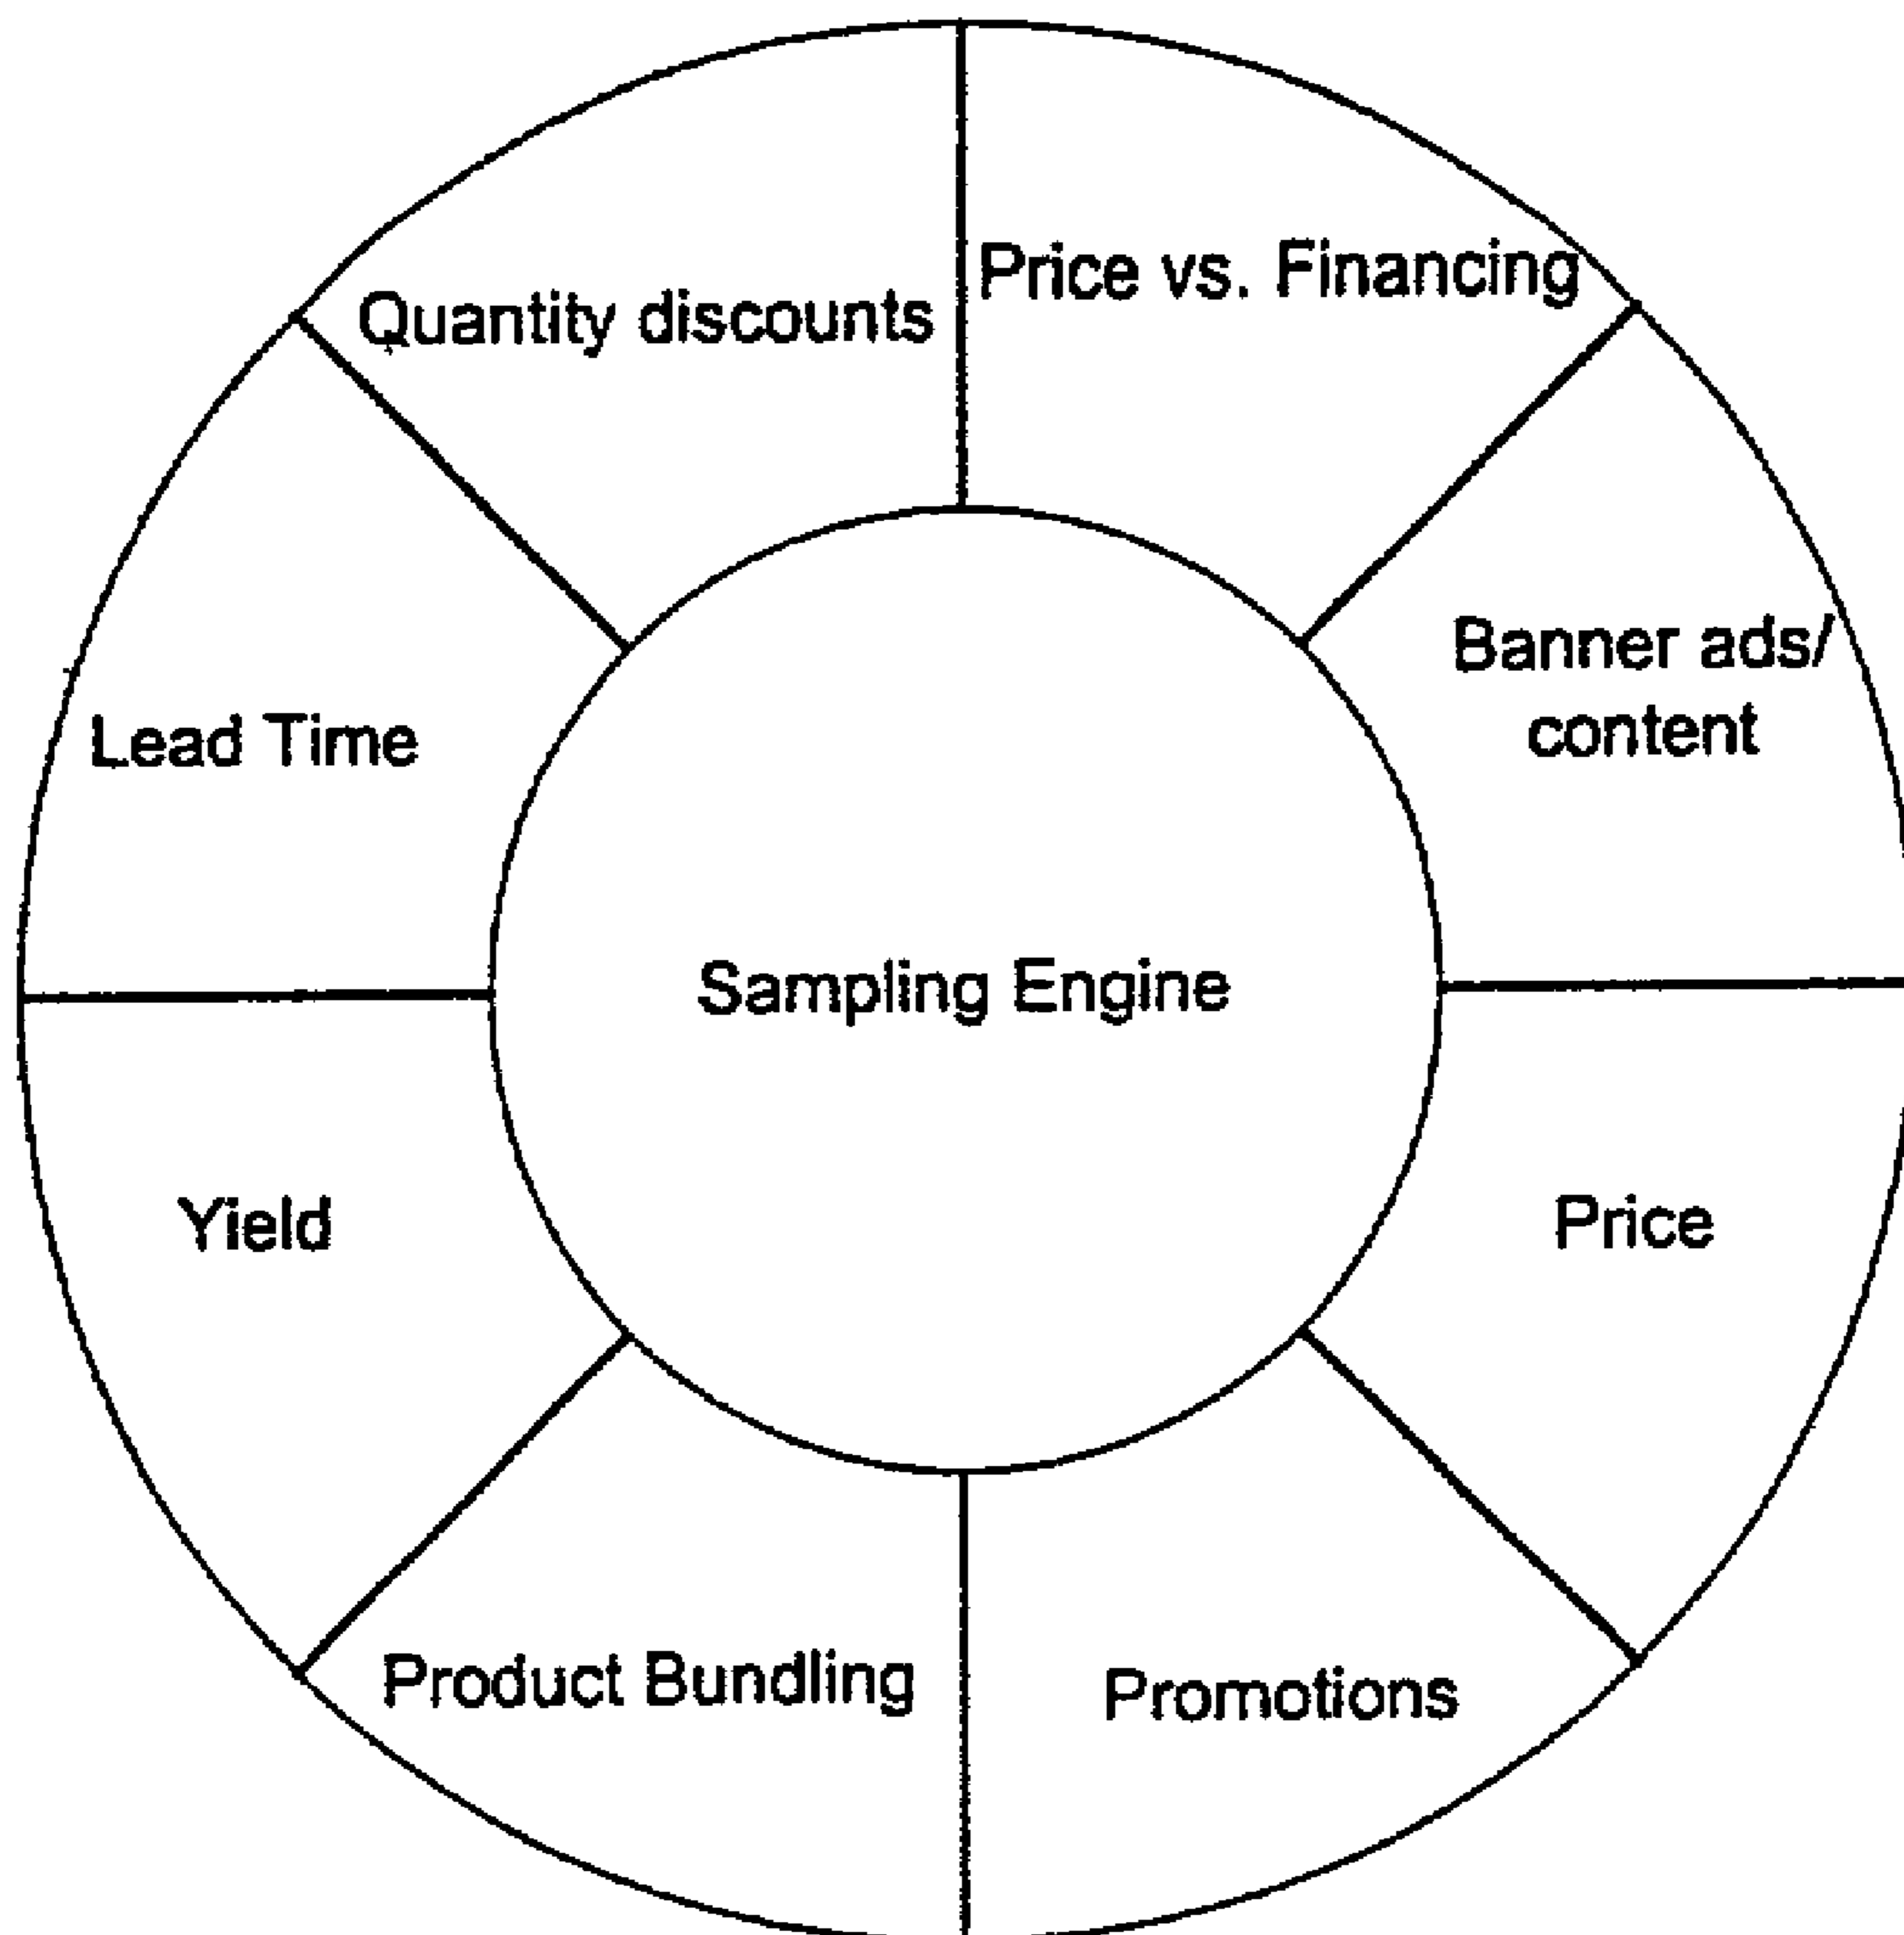 Price vs. Financing
Quantity discounts
Banner ads/
content
Lead Time
Sampling Engine
Yield
Price
Product Bundling
Promotions